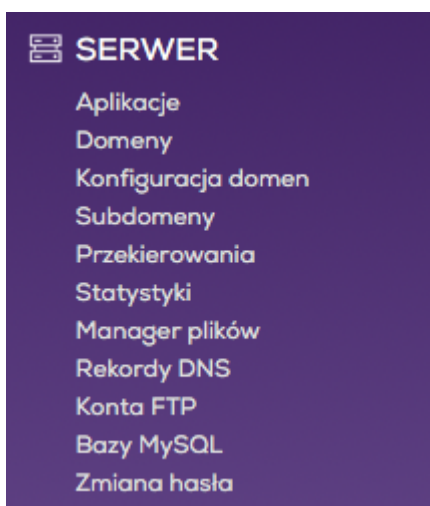 SERWER
Aplikacje
Domeny
Konfiguracja domen
Subdomeny
Przekierowania
Statystyki
Manager plików
Rekordy DNS
Konta FTP
Bazy MySQL
Zmiana hasła